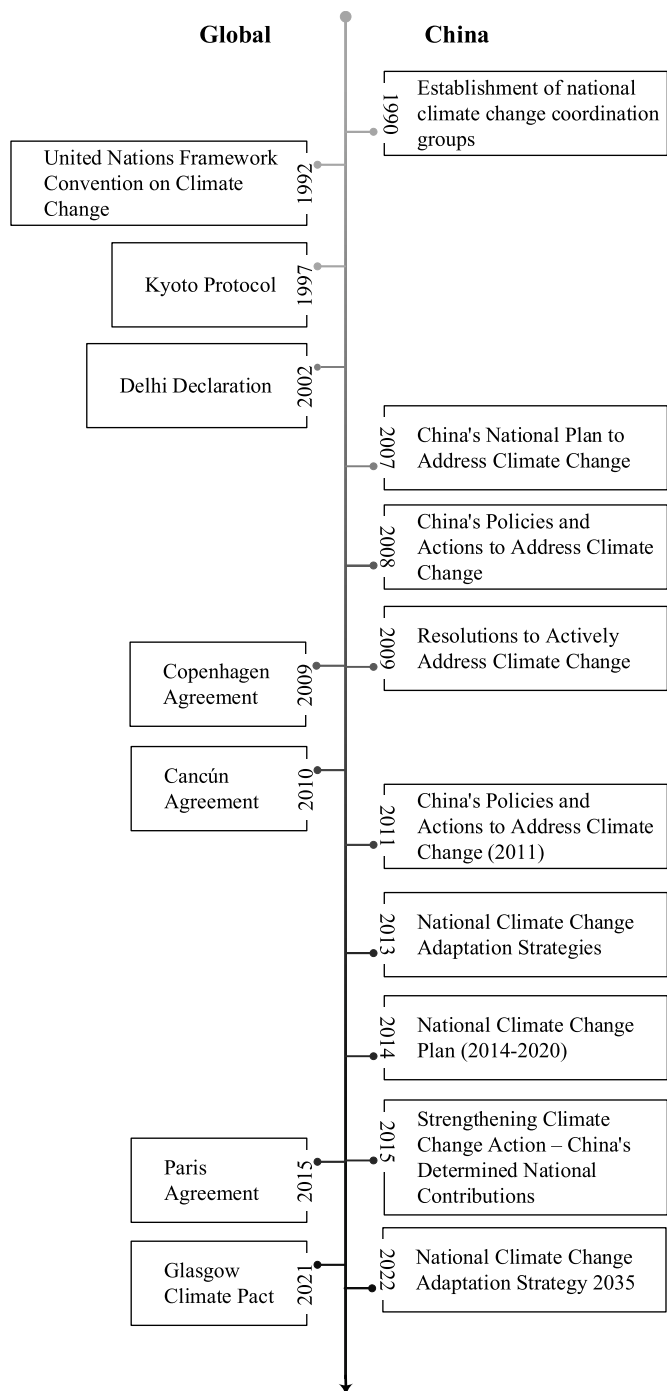 Global
China
1990
Establishment of national
climate change coordination
groups
United Nations Framework
Convention on Climate
Change
1992
Kyoto Protocol
1997
Delhi Declaration
2002
2007
China's National Plan to
Address Climate Change
2008
China's Policies and
Actions to Address Climate
Change
2009
Resolutions to Actively
Address Climate Change
Copenhagen
Agreement
2009
Cancún
Agreement
2010
2011
China's Policies and
Actions to Address Climate
Change (2011)
2013
National Climate Change
Adaptation Strategies
2014
National Climate Change
Plan (2014-2020)
2015
Strengthening Climate
Change Action – China's
Determined National
Contributions
Paris
Agreement
2015
Glasgow
Climate Pact
2021
2022
National Climate Change
Adaptation Strategy 2035